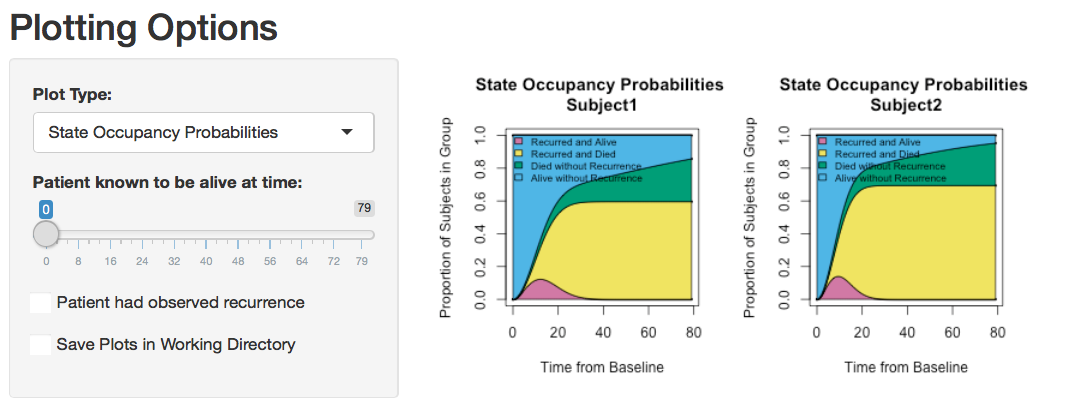 Plotting Options
Plot Type:
State Occupancy Probabilities
Patient known to be alive at time:
0 79
0 8 16 24 32 40 48 56 64 72 79
Patient had observed recurrence
Save Plots in Working Directory
State Occupancy Probabilities
Subject1
Proportion of Subjects in Group
1.0
0.8
0.6
0.4
0.2
0.0
Recurred and Alive
Recurred and Died
Died without Recurrence
Alive without Recurrence
0 20 40 60 80
Time from Baseline
State Occupancy Probabilities
Subject2
Proportion of Subjects in Group
1.0
0.8
0.6
0.4
0.2
0.0
Recurred and Alive
Recurred and Died
Died without Recurrence
Alive without Recurrence
0 20 40 60 80
Time from Baseline